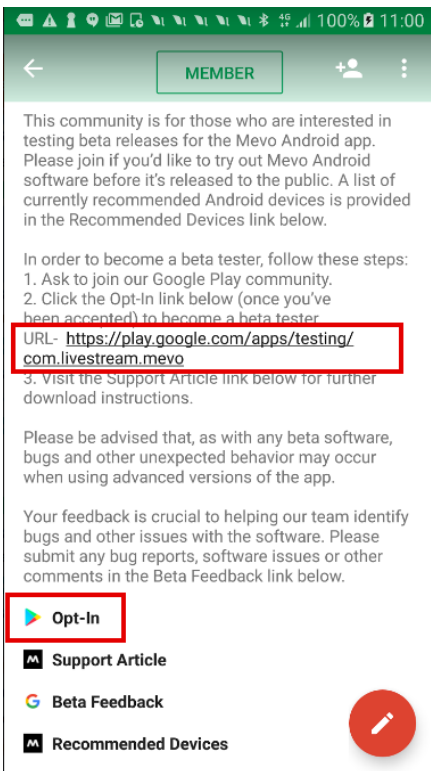 4G 100% 11:00
MEMBER
This community is for those who are interested in
testing beta releases for the Mevo Android app.
Please join if you'd like to try out Mevo Android
software before it's released to the public. A list of
currently recommended Android devices is provided
in the Recommended Devices link below.
In order to become a beta tester, follow these steps:
1. Ask to join our Google Play community.
2. Click the Opt-In link below (once you've
been accepted) to become a beta tester
URL- https://play.google.com/apps/testing/
com.livestream.mevo
3. Visit the Support Article link below for further
download instructions.
Please be advised that, as with any beta software,
bugs and other unexpected behavior may occur
when using advanced versions of the app.
Your feedback is crucial to helping our team identify
bugs and other issues with the software. Please
submit any bug reports, software issues or other
comments in the Beta Feedback link below.
Opt-In
Support Article
Beta Feedback
Recommended Devices